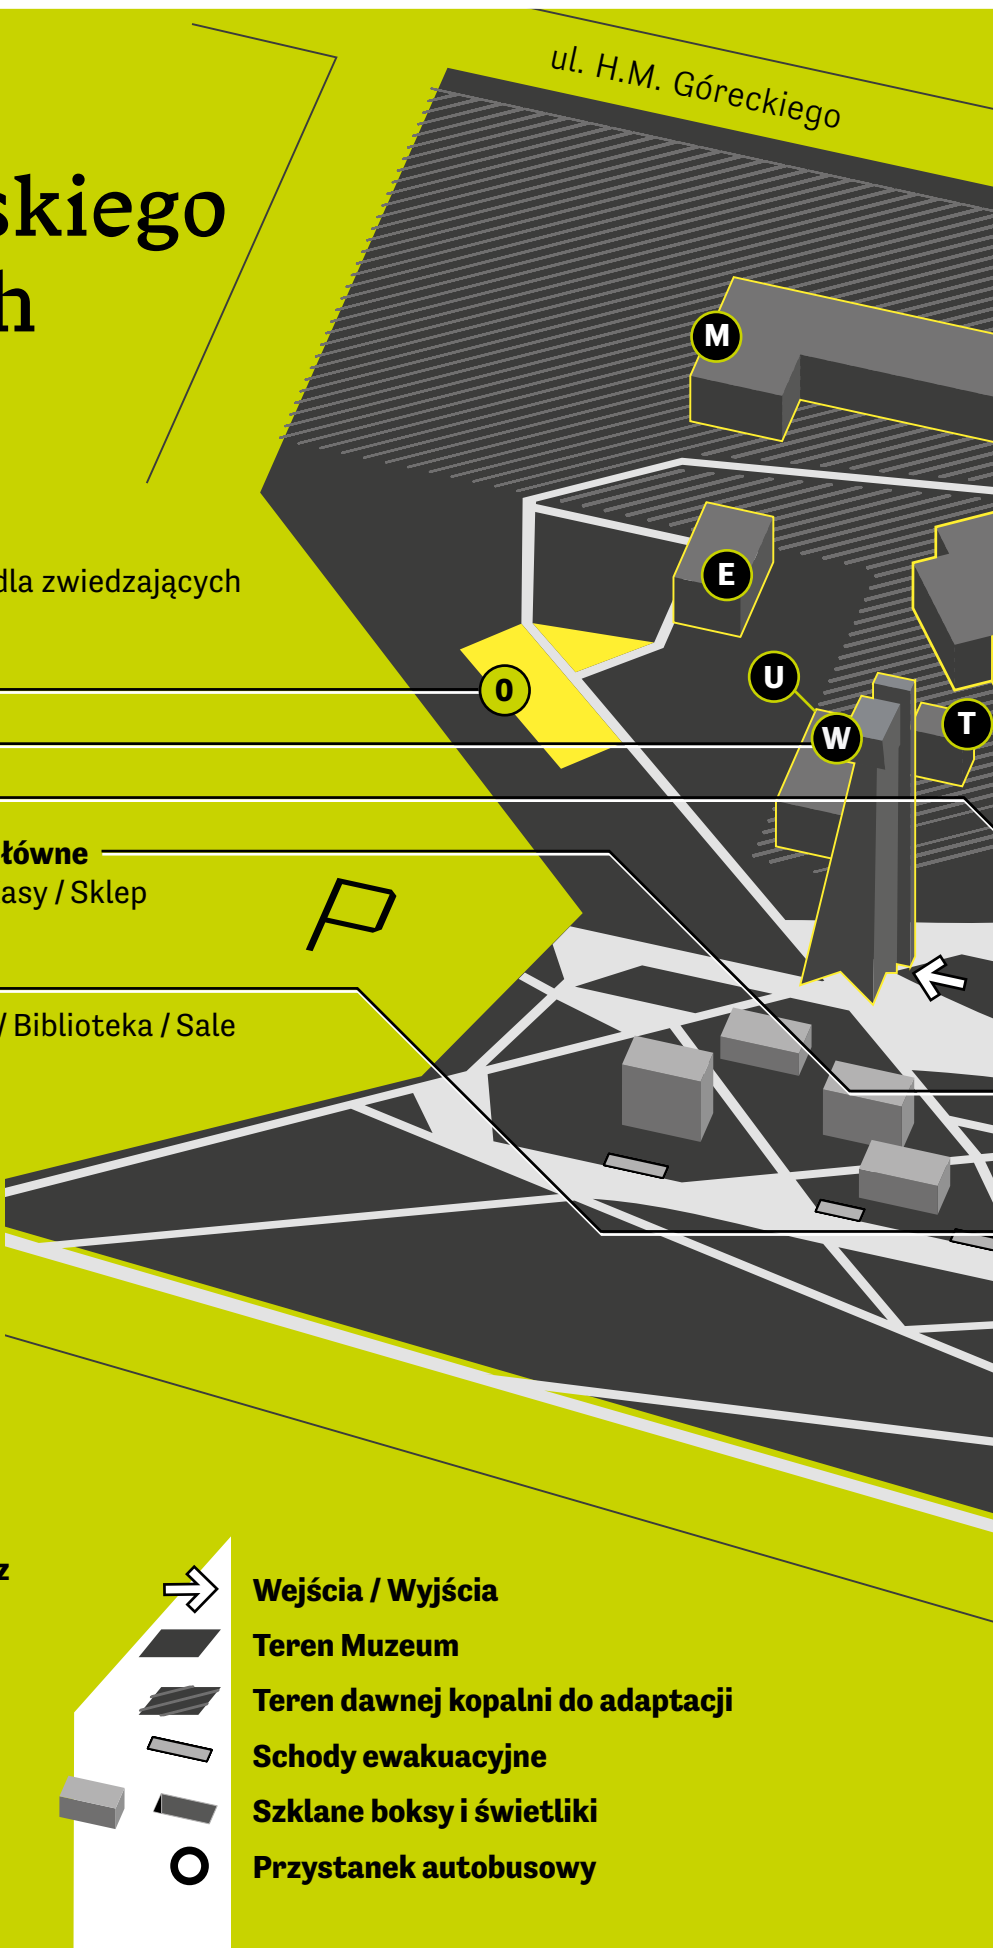 ul. H.M. Góreckiego
skiego
h
M
dla zwiedzających
E
0
U
W
T
łówne
asy / Sklep
/ Biblioteka / Sale
z
Wejścia / Wyjścia
Teren Muzeum
Teren dawnej kopalni do adaptacji
Schody ewakuacyjne
Szklane boksy i świetliki
Przystanek autobusowy